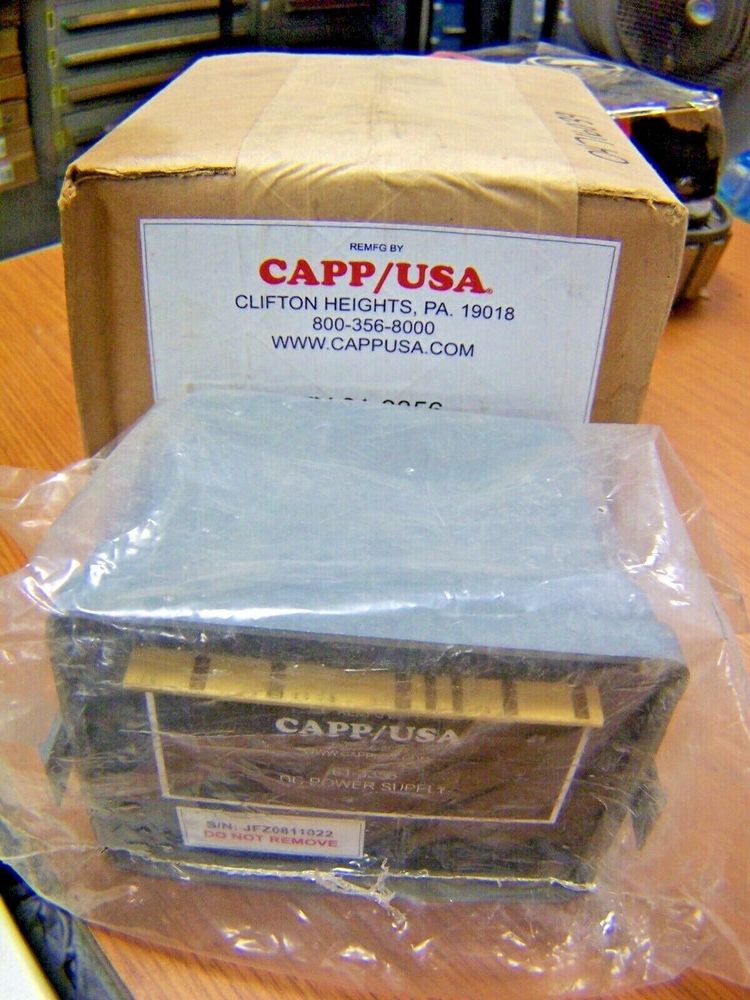 REMFG BY
CAPP/USA
CLIFTON HEIGHTS, PA. 19018
800-356-8000
WWW.CAPPUSA.COM
CAPP/USA
DC POWER SUPPLY
S/N: JFZ0811022
DO NOT REMOVE